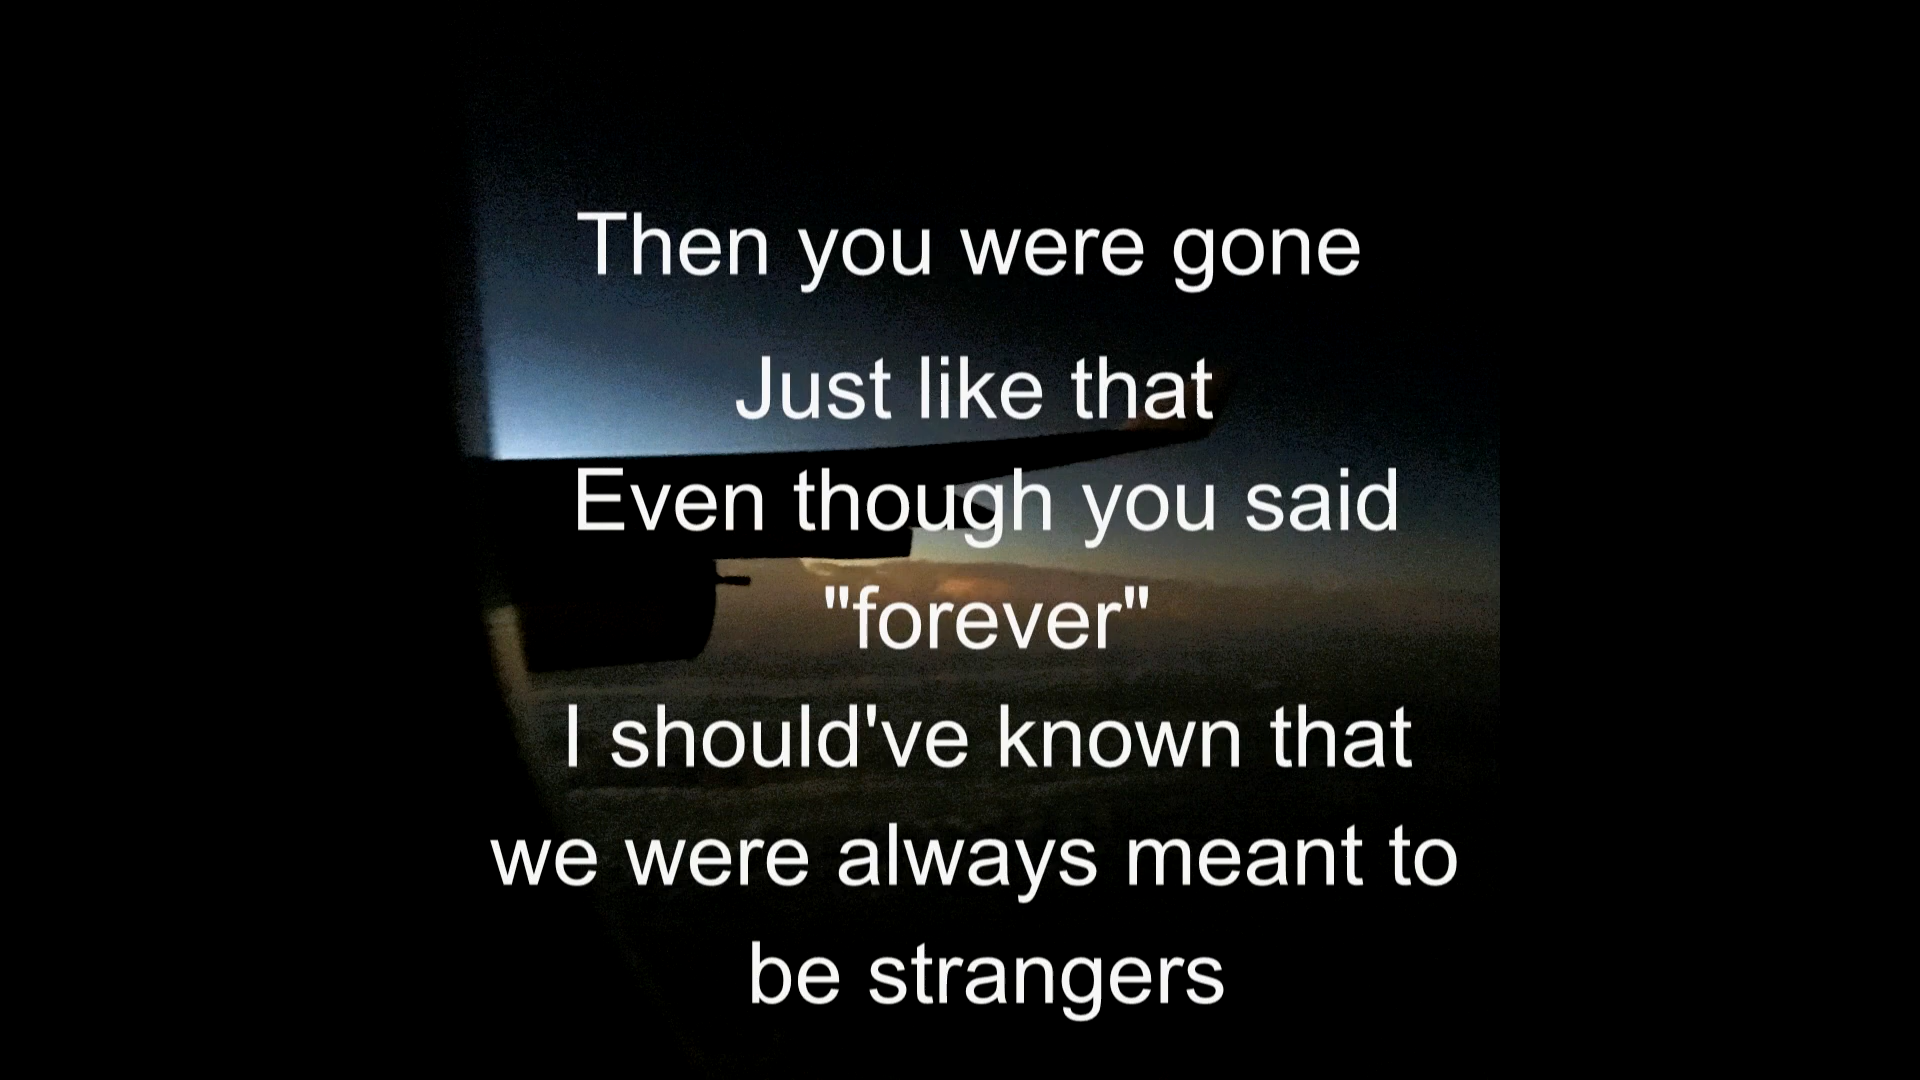 Then you were gone
Just like that
Even though you said
"forever"
I should've known that
we were always meant to
be strangers